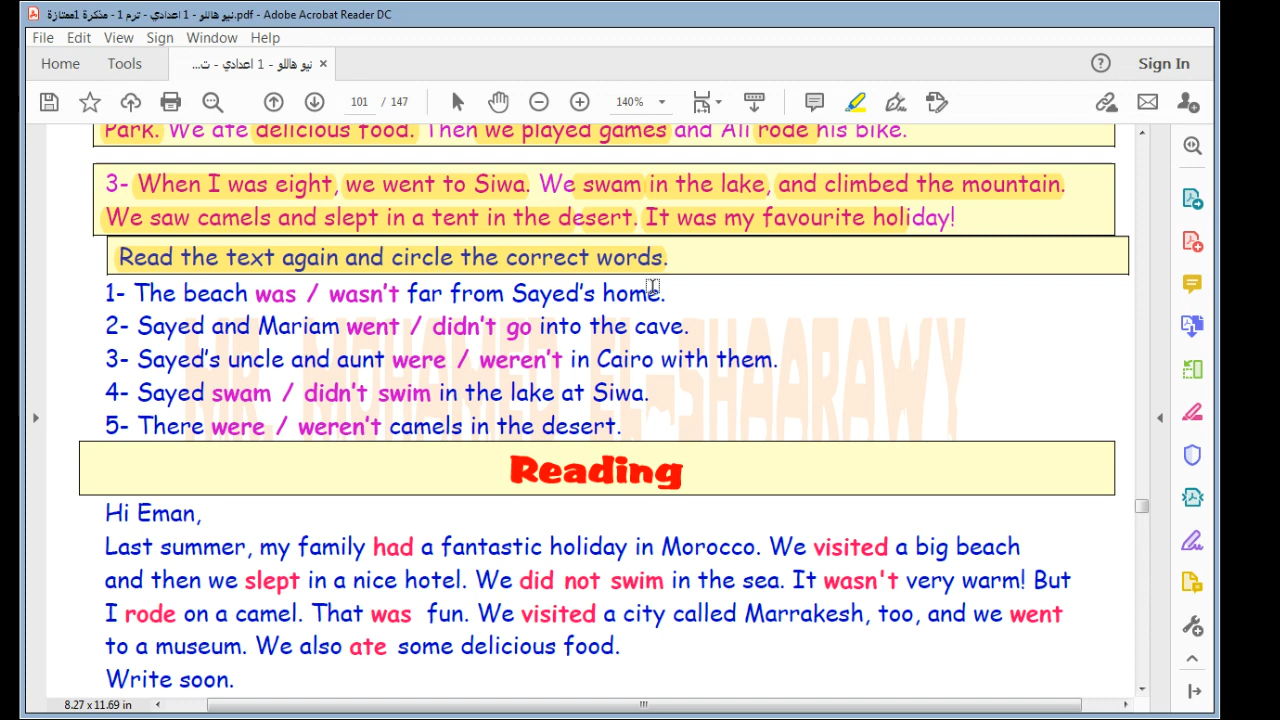 نيو هاللو - 1 اعدادي - ترم 1 - مذكرة 1ممتازة.pdf - Adobe Acrobat Reader DC
File Edit View Sign Window Help
Home Tools نيو هاللو - 1 اعدادي - ت... × ? Sign In
101 / 147 140%
Park. We ate delicious food. Then we played games and Ali rode his bike.
3- When I was eight, we went to Siwa. We swam in the lake, and climbed the mountain.
We saw camels and slept in a tent in the desert. It was my favourite holiday!
Read the text again and circle the correct words.
1- The beach was / wasn't far from Sayed's home.
2- Sayed and Mariam went / didn't go into the cave.
3- Sayed's uncle and aunt were / weren't in Cairo with them.
4- Sayed swam / didn't swim in the lake at Siwa.
5- There were / weren't camels in the desert.
MR. MOHAMED EL-SHAARAWY
Reading
Hi Eman,
Last summer, my family had a fantastic holiday in Morocco. We visited a big beach
and then we slept in a nice hotel. We did not swim in the sea. It wasn't very warm! But
I rode on a camel. That was fun. We visited a city called Marrakesh, too, and we went
to a museum. We also ate some delicious food.
Write soon.
8.27 x 11.69 in